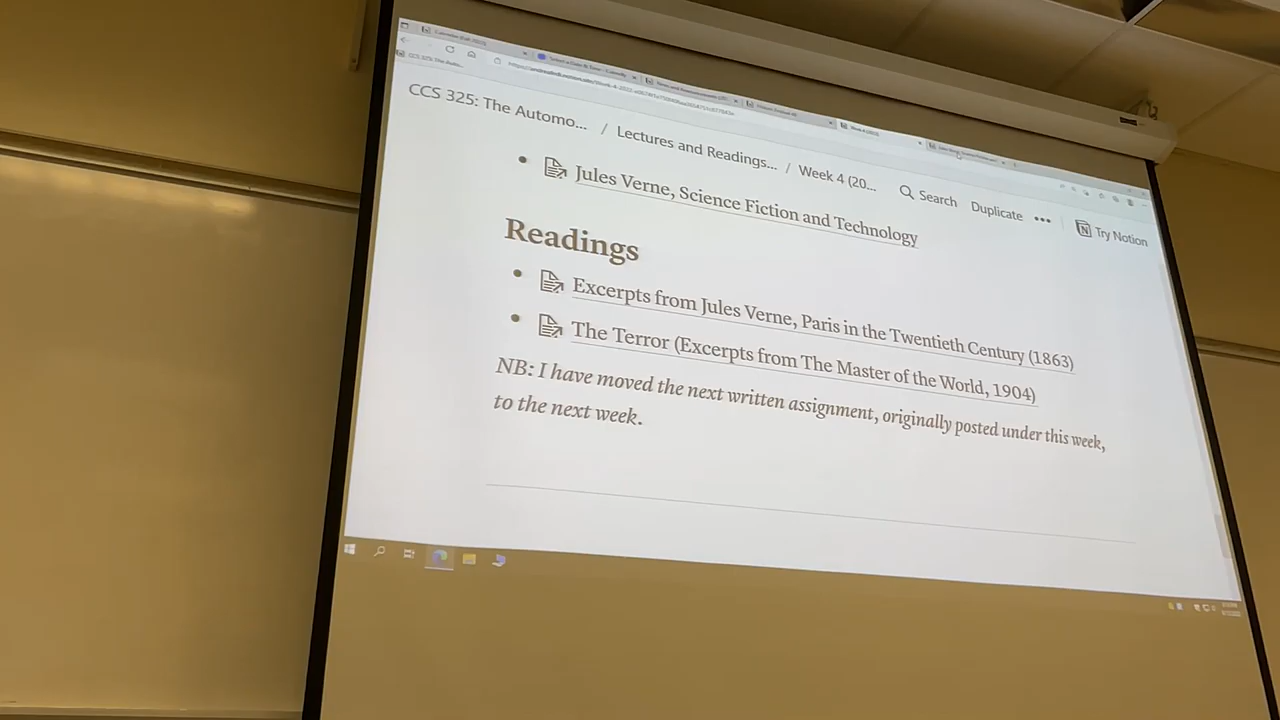 CCS 325: The Automo... / Lectures and Readings... / Week 4 (20... Search Duplicate ••• Try Notion
• Jules Verne, Science Fiction and Technology
Readings
• Excerpts from Jules Verne, Paris in the Twentieth Century (1863)
• The Terror (Excerpts from The Master of the World, 1904)
NB: I have moved the next written assignment, originally posted under this week,
to the next week.